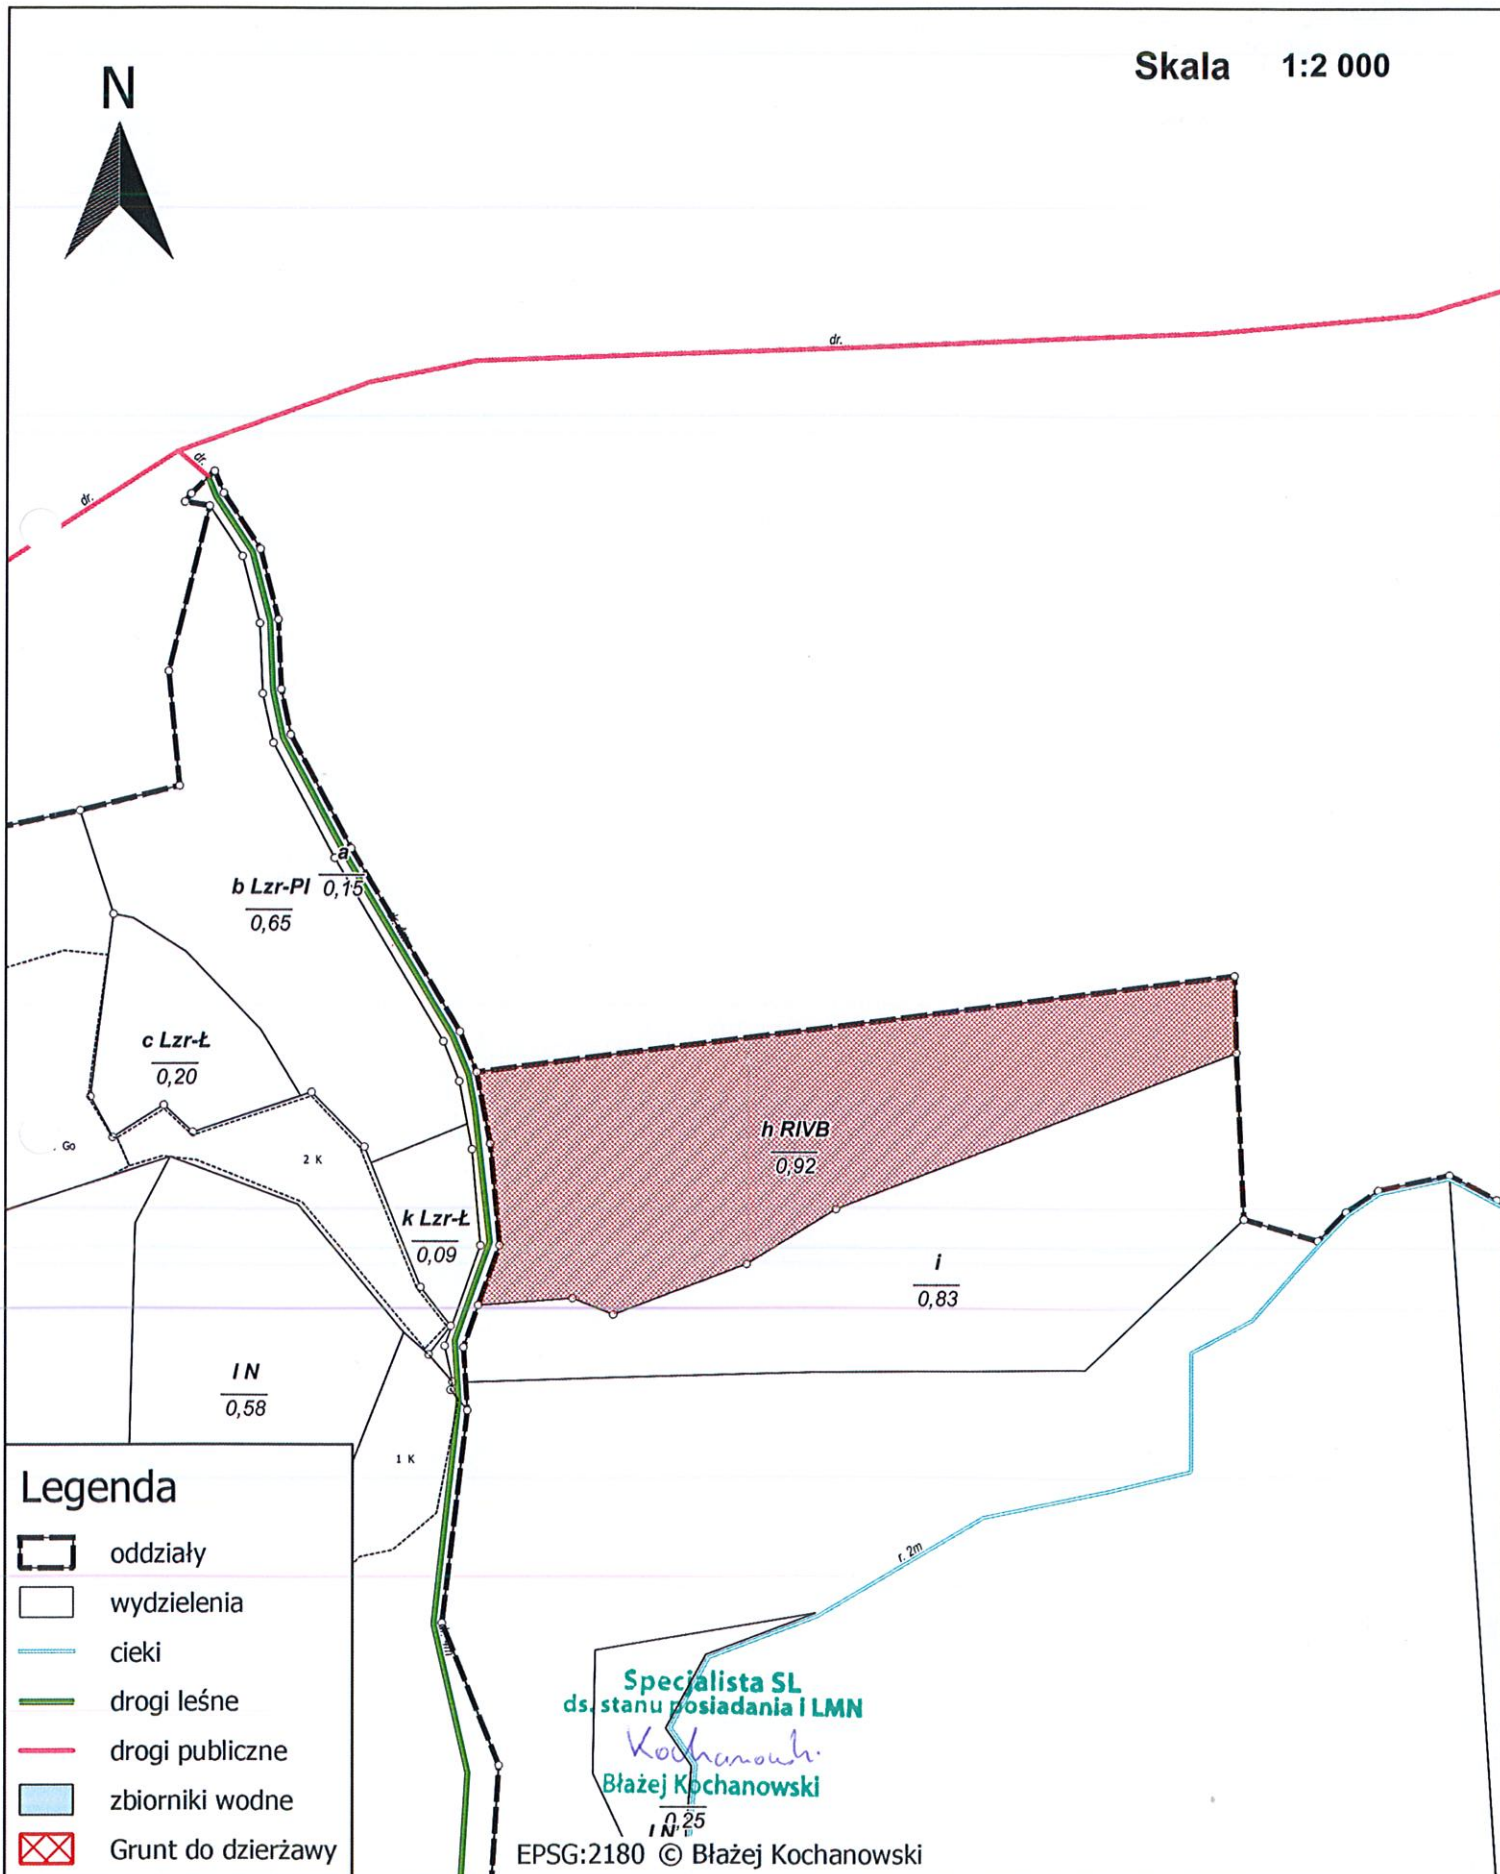 Skala 1:2 000
N
dr.
dr.
dr.
a
0,15
b Lzr-Pl
0,65
c Lzr-Ł
0,20
Go
2 K
h RIVB
0,92
k Lzr-Ł
0,09
i
0,83
l N
0,58
1 K
Legenda
oddziały
wydzielenia
cieki
drogi leśne
drogi publiczne
zbiorniki wodne
Grunt do dzierżawy
r. 2m
Specjalista SL
ds. stanu posiadania i LMN
Kochanowski
Błażej Kochanowski
0,25
l N
EPSG:2180 © Błażej Kochanowski